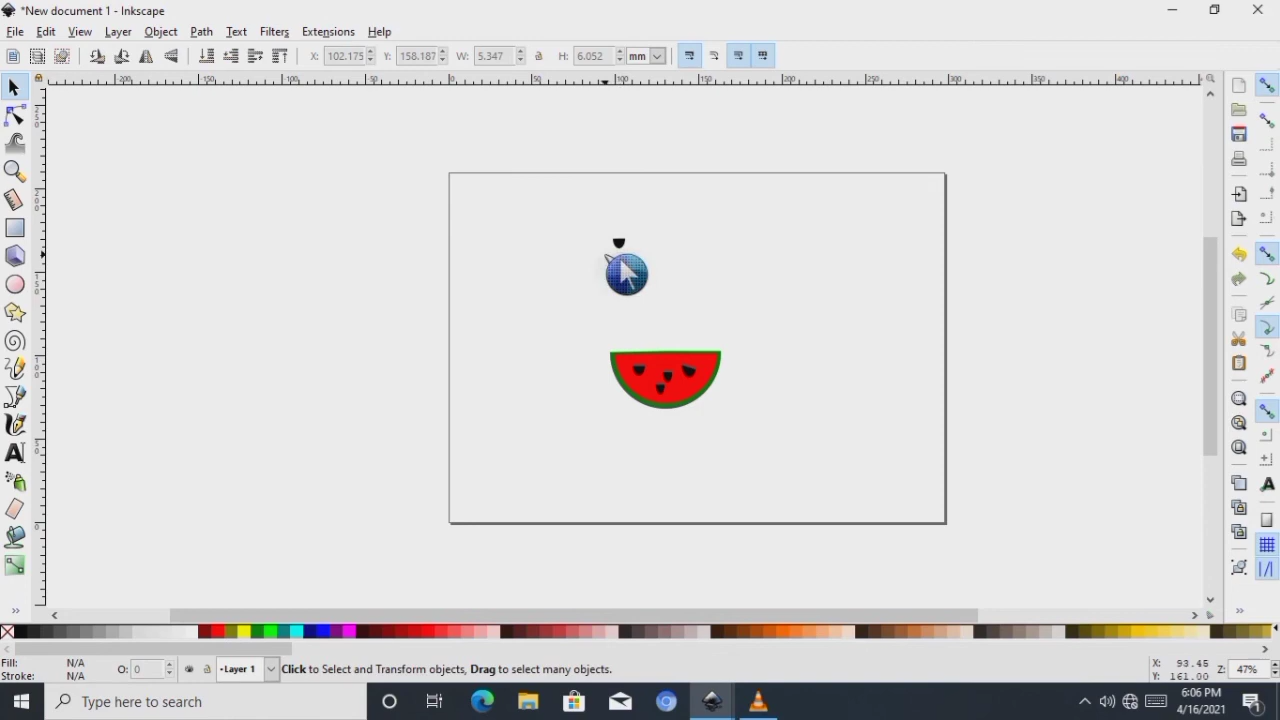 *New document 1 - Inkscape
File Edit View Layer Object Path Text Filters Extensions Help
X: 102.175 Y: 158.187 W: 5.347 H: 6.052 mm
Fill: N/A O: 0 Layer 1 Click to Select and Transform objects, Drag to select many objects. X: 93.45 Z: 47%
Stroke: N/A Y: 161.00
Type here to search
6:06 PM
4/16/2021